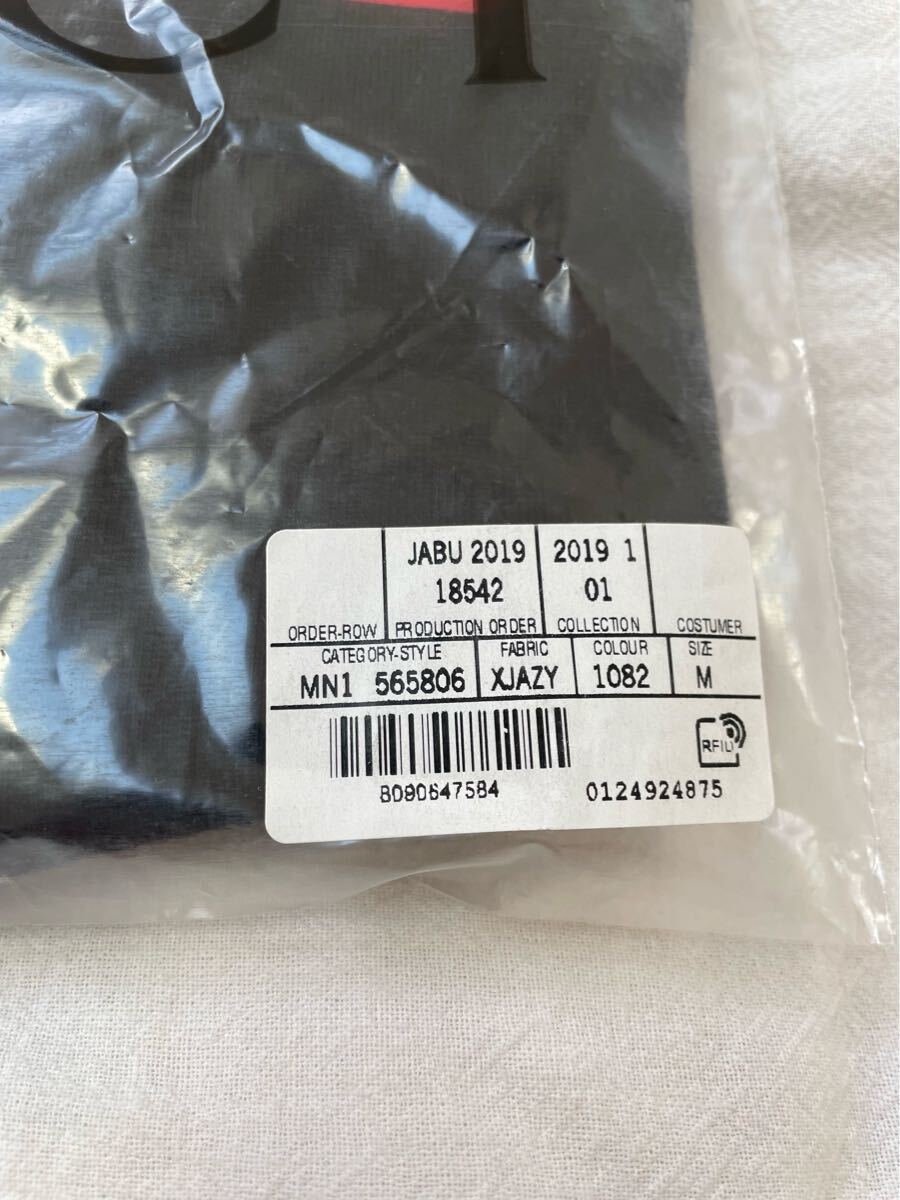 CI
JABU 2019 2019 1
18542 01
ORDER-ROW PRODUCTION ORDER COLLECTION COSTUMER
CATEGORY-STYLE FABRIC COLOUR SIZE
MN1 565806 XJAZY 1082 M
RFID
8090647584 0124924875